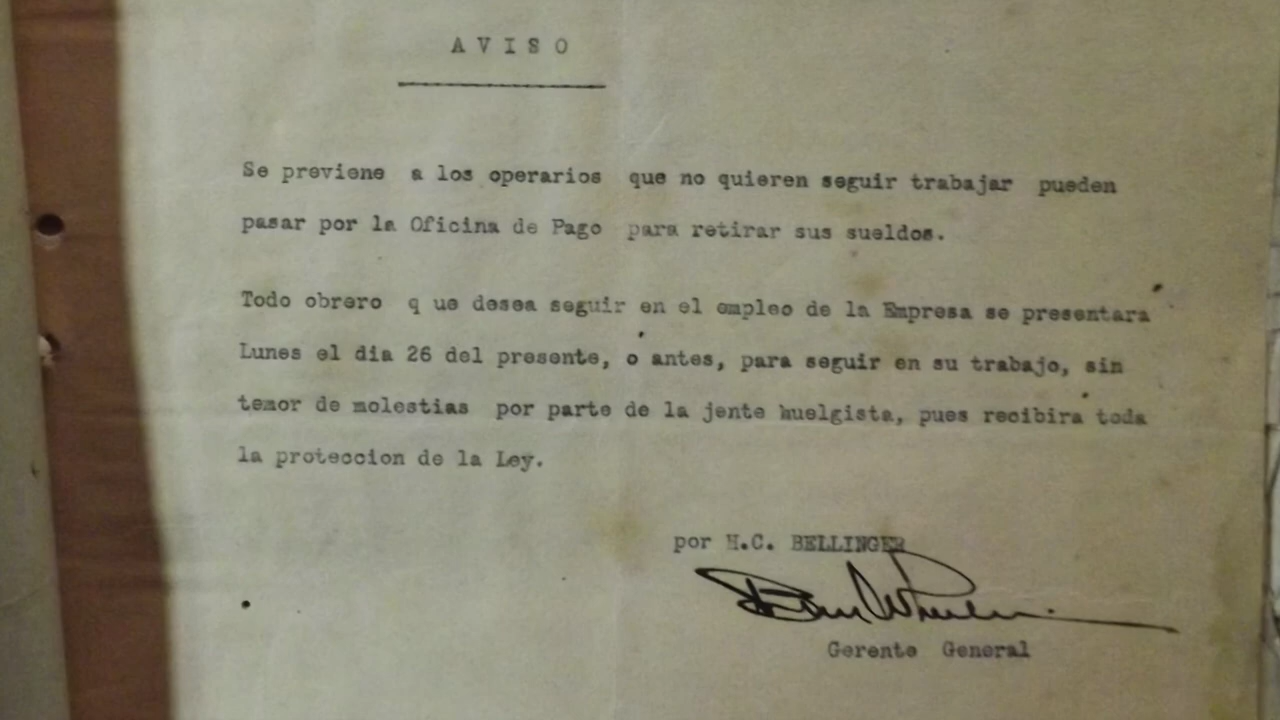 A V I S O
Se previene a los operarios que no quieren seguir trabajar pueden
pasar por la Oficina de Pago para retirar sus sueldos.
Todo obrero q ue desea seguir en el empleo de la Empresa se presentara
Lunes el dia 26 del presente, o antes, para seguir en su trabajo, sin
temor de molestias por parte de la jente huelgista, pues recibira toda
la proteccion de la Ley.
por H.C. BELLINGER
Gerente General